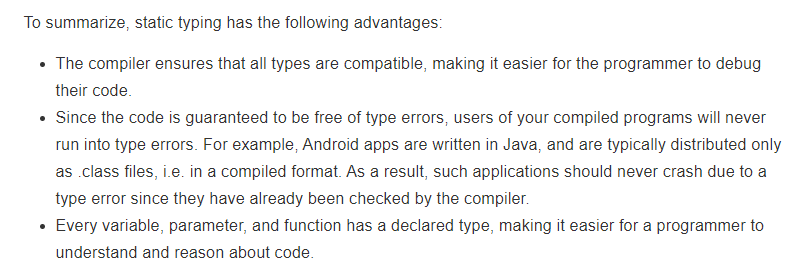 To summarize, static typing has the following advantages:
• The compiler ensures that all types are compatible, making it easier for the programmer to debug
their code.
• Since the code is guaranteed to be free of type errors, users of your compiled programs will never
run into type errors. For example, Android apps are written in Java, and are typically distributed only
as .class files, i.e. in a compiled format. As a result, such applications should never crash due to a
type error since they have already been checked by the compiler.
• Every variable, parameter, and function has a declared type, making it easier for a programmer to
understand and reason about code.